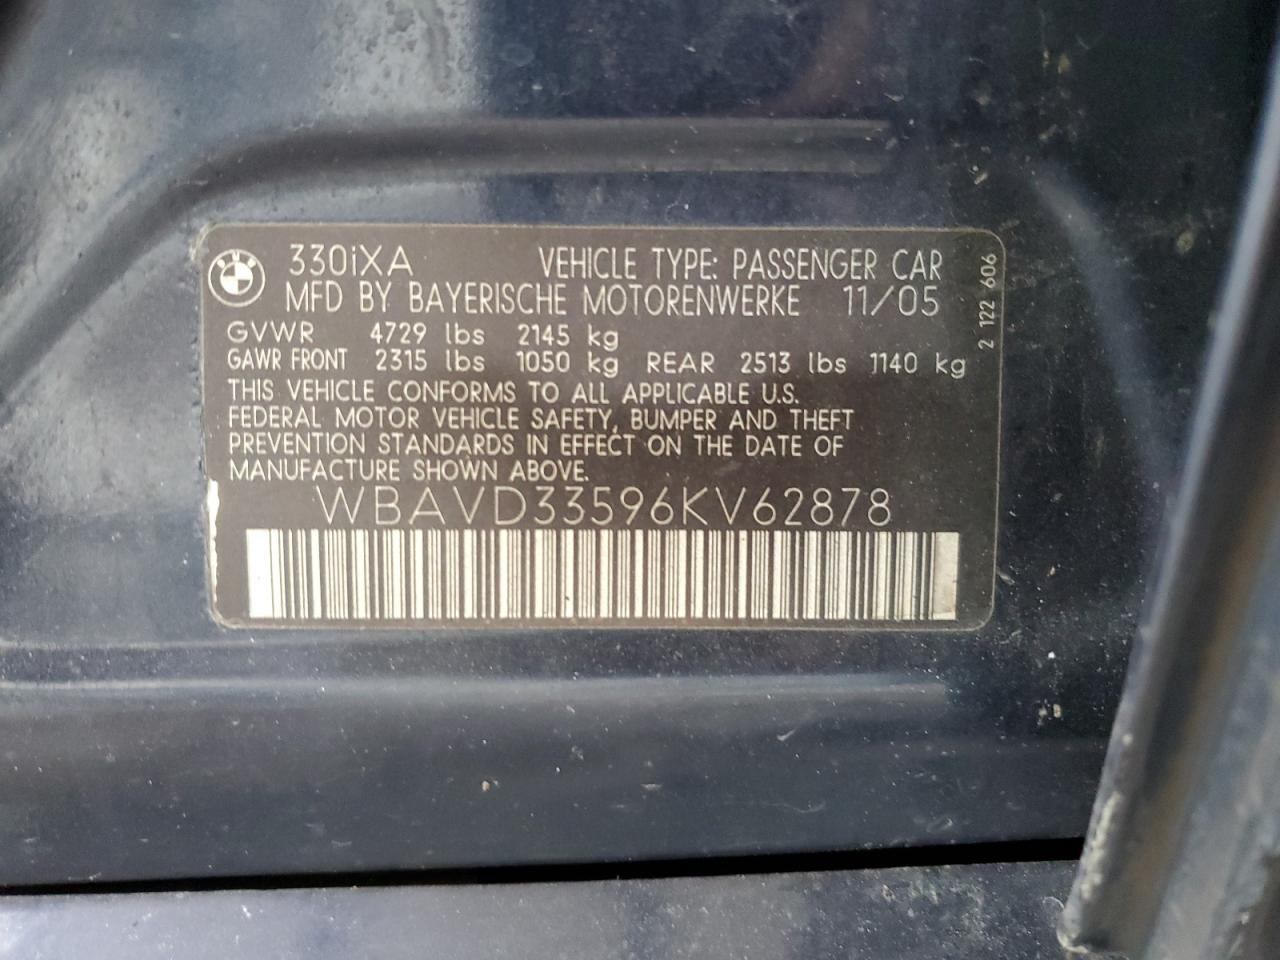 BMW
330iXA VEHICLE TYPE: PASSENGER CAR
MFD BY BAYERISCHE MOTORENWERKE 11/05
GVWR 4729 lbs 2145 kg
GAWR FRONT 2315 lbs 1050 kg REAR 2513 lbs 1140 kg
THIS VEHICLE CONFORMS TO ALL APPLICABLE U.S.
FEDERAL MOTOR VEHICLE SAFETY, BUMPER AND THEFT
PREVENTION STANDARDS IN EFFECT ON THE DATE OF
MANUFACTURE SHOWN ABOVE.
WBAVD33596KV62878
2 122 606